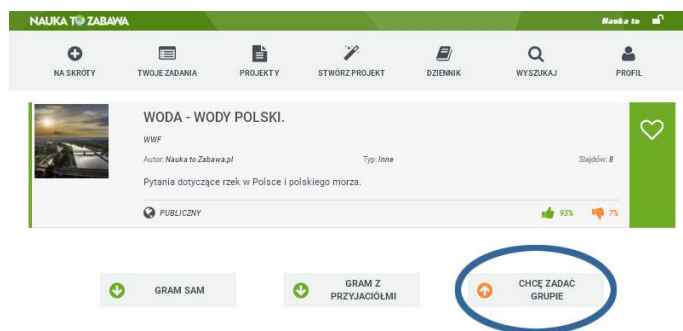 NAUKA TO ZABAWA
Nauka to
NA SKRÓTY
TWOJE ZADANIA
PROJEKTY
STWÓRZ PROJEKT
DZIENNIK
WYSZUKAJ
PROFIL
WODA - WODY POLSKI.
WWF
Autor: Nauka to Zabawa.pl
Typ: Inne
Slajdów: 8
Pytania dotyczące rzek w Polsce i polskiego morza.
PUBLICZNY
93%
7%
GRAM SAM
GRAM Z
PRZYJACIÓŁMI
CHCĘ ZADAĆ
GRUPIE